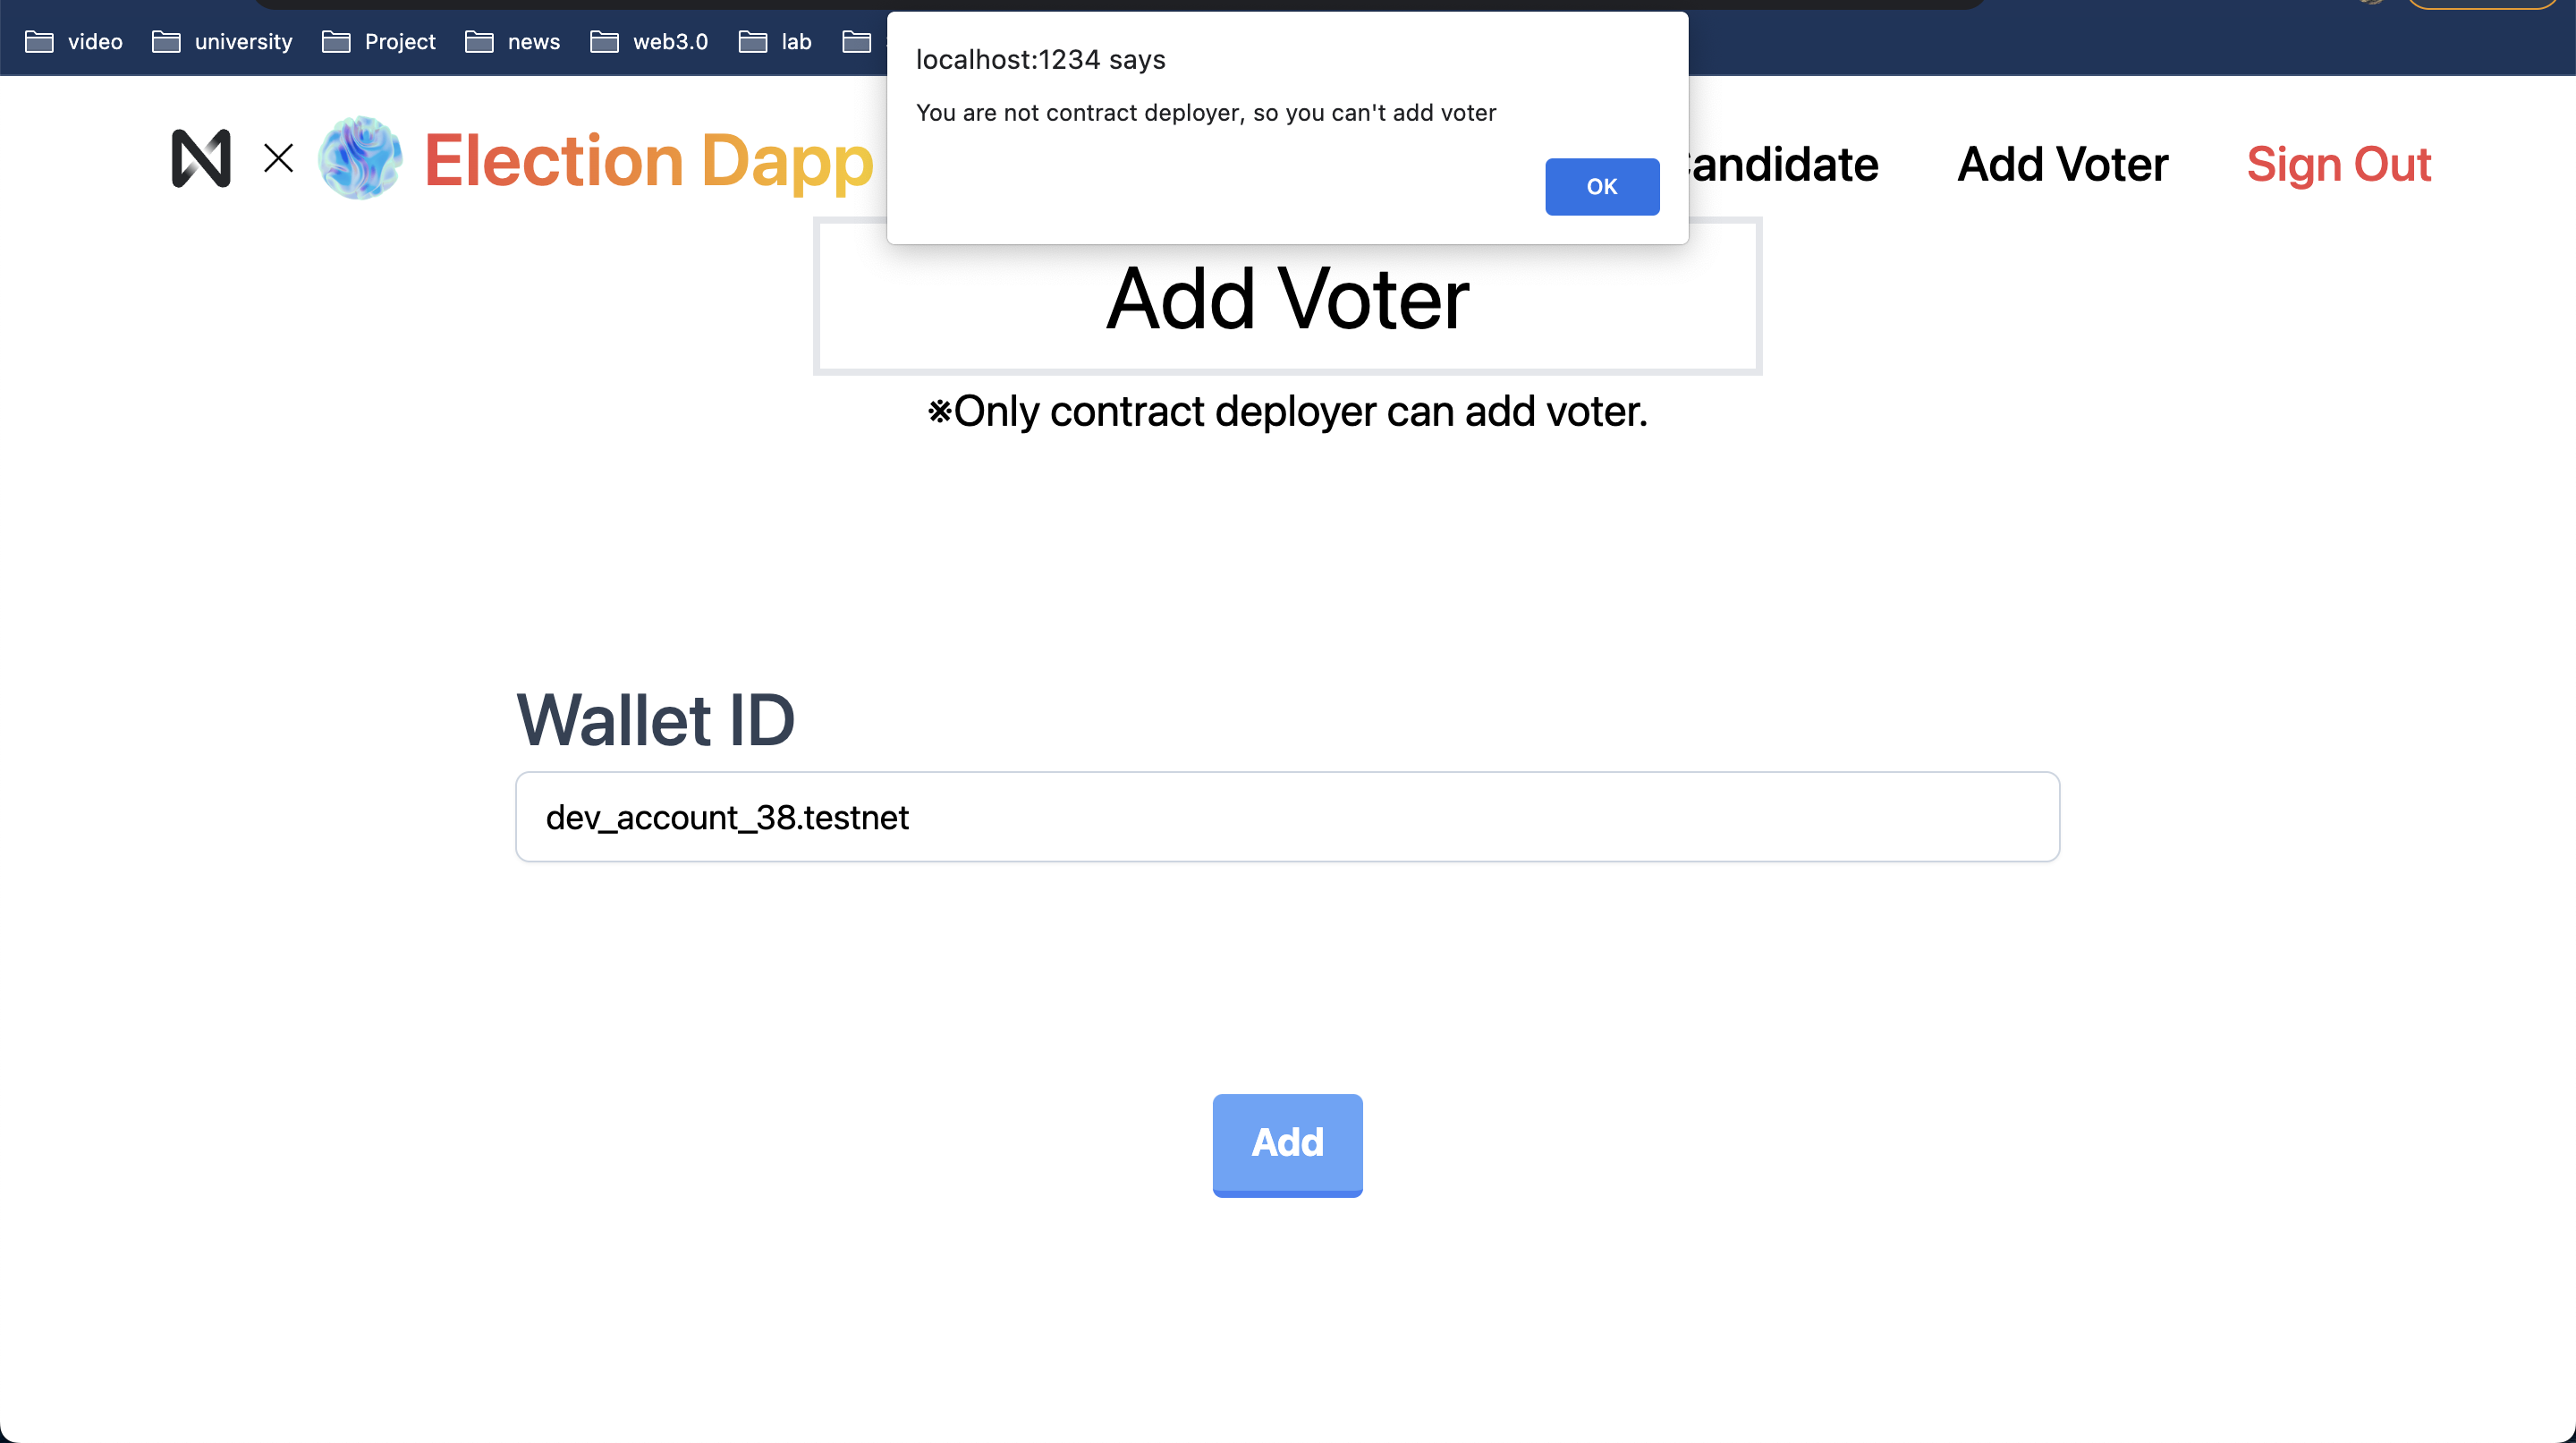 video university Project news web3.0 lab
localhost:1234 says
You are not contract deployer, so you can't add voter
OK
Election Dapp
Add Voter
Sign Out
Add Voter
※Only contract deployer can add voter.
Wallet ID
dev_account_38.testnet
Add